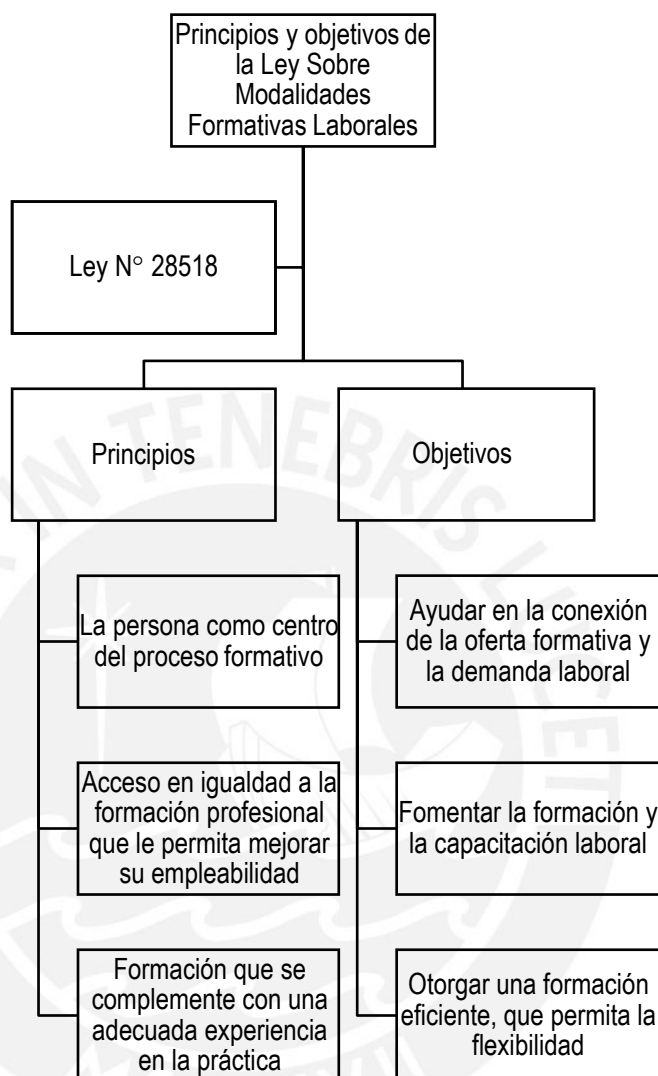 Principios y objetivos de
la Ley Sobre
Modalidades
Formativas Laborales
Ley N° 28518
Principios
Objetivos
La persona como centro
del proceso formativo
Ayudar en la conexión
de la oferta formativa y
la demanda laboral
Acceso en igualdad a la
formación profesional
que le permita mejorar
su empleabilidad
Fomentar la formación y
la capacitación laboral
Formación que se
complemente con una
adecuada experiencia
en la práctica
Otorgar una formación
eficiente, que permita la
flexibilidad
IN TENEBRIS LUCET